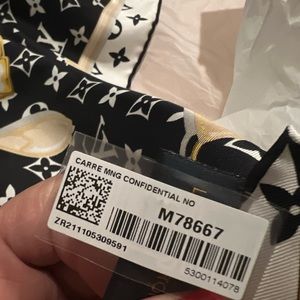 CARRE MNG CONFIDENTIAL NO
M78667
ZR211105309591
5300114078